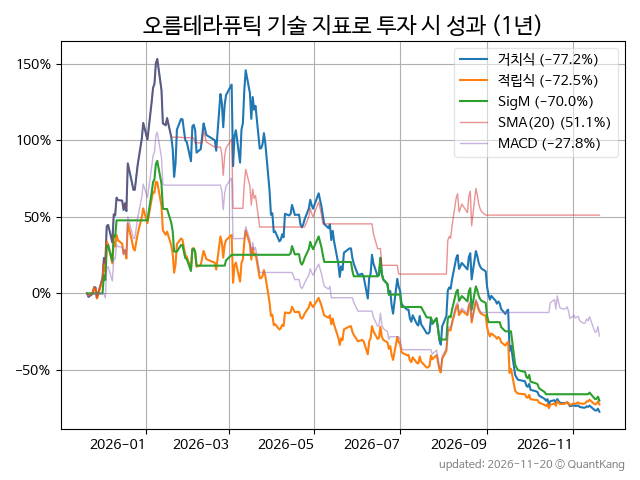 오름테라퓨틱 기술 지표로 투자 시 성과 (1년)
거치식 (-77.2%)
적립식 (-72.5%)
SigM (-70.0%)
SMA(20) (51.1%)
MACD (-27.8%)
150%
100%
50%
0%
-50%
2026-01 2026-03 2026-05 2026-07 2026-09 2026-11
updated: 2026-11-20 © QuantKang